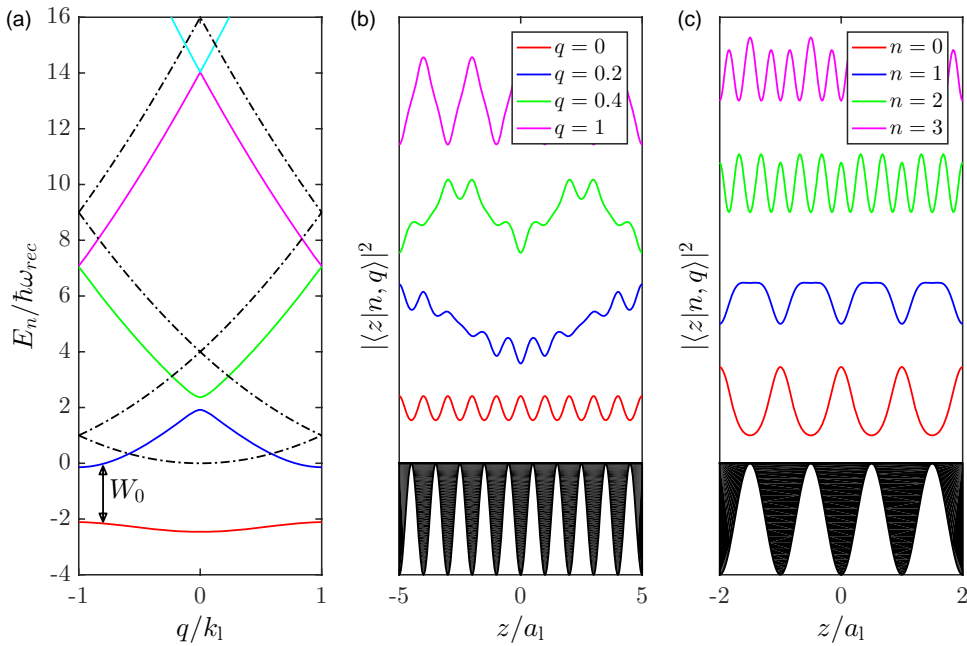 (a)
16
14
12
10
8
6
4
2
0
-2
-4
E_n/ħω_rec
W_0
-1
0
1
q/k_l
(b)
q = 0
q = 0.2
q = 0.4
q = 1
|⟨z|n, q⟩|^2
-5
0
5
z/a_l
(c)
n = 0
n = 1
n = 2
n = 3
|⟨z|n, q⟩|^2
-2
0
2
z/a_l